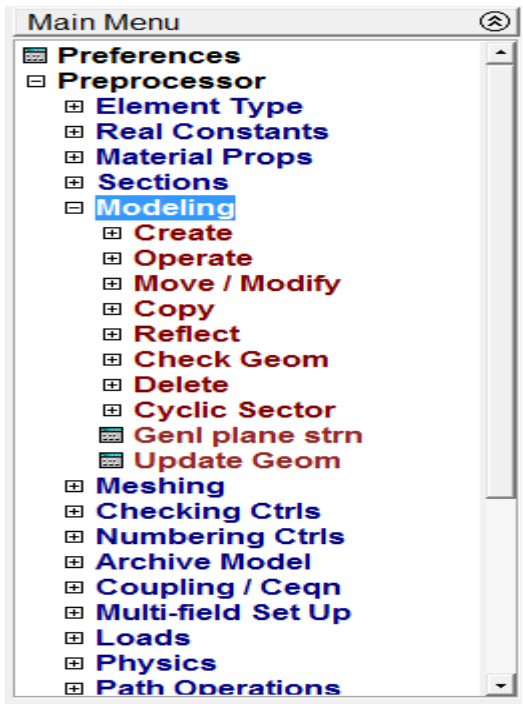 Main Menu
Preferences
Preprocessor
Element Type
Real Constants
Material Props
Sections
Modeling
Create
Operate
Move / Modify
Copy
Reflect
Check Geom
Delete
Cyclic Sector
Genl plane strn
Update Geom
Meshing
Checking Ctrls
Numbering Ctrls
Archive Model
Coupling / Ceqn
Multi-field Set Up
Loads
Physics
Path Operations